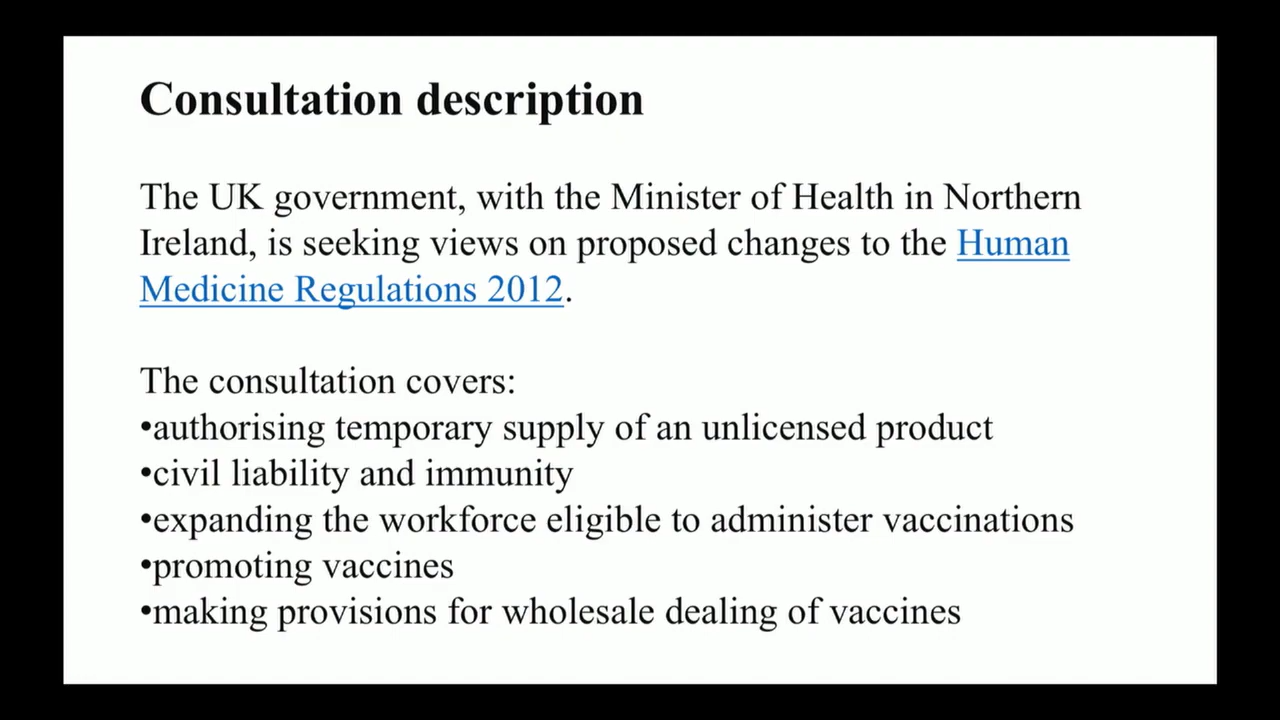 Consultation description
The UK government, with the Minister of Health in Northern
Ireland, is seeking views on proposed changes to the Human
Medicine Regulations 2012.
The consultation covers:
•authorising temporary supply of an unlicensed product
•civil liability and immunity
•expanding the workforce eligible to administer vaccinations
•promoting vaccines
•making provisions for wholesale dealing of vaccines